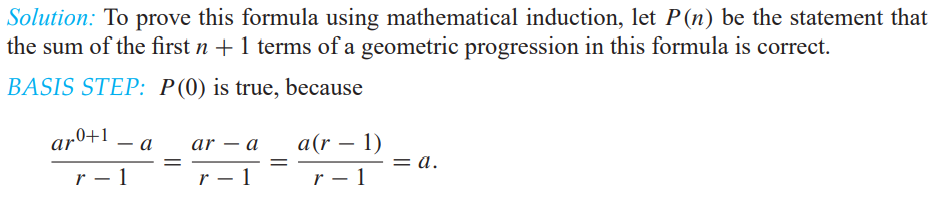 Solution: To prove this formula using mathematical induction, let P(n) be the statement that
the sum of the first n + 1 terms of a geometric progression in this formula is correct.
BASIS STEP: P(0) is true, because
\frac{ar^{0+1} - a}{r - 1} = \frac{ar - a}{r - 1} = \frac{a(r - 1)}{r - 1} = a.